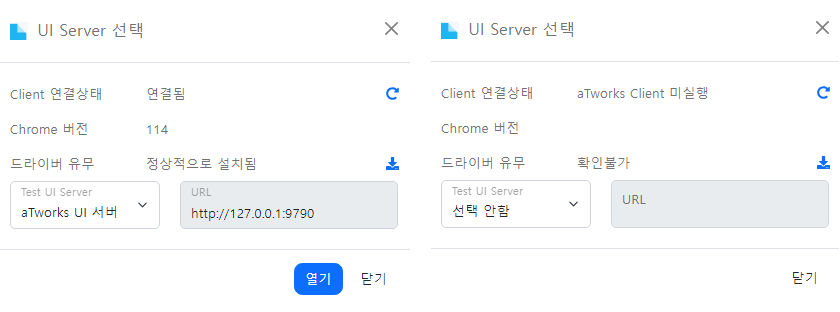 UI Server 선택
Client 연결상태 연결됨
Chrome 버전 114
드라이버 유무 정상적으로 설치됨
Test UI Server
aTworks UI 서버
URL
http://127.0.0.1:9790
열기 닫기
UI Server 선택
Client 연결상태 aTworks Client 미실행
Chrome 버전
드라이버 유무 확인불가
Test UI Server
선택 안함
URL
닫기